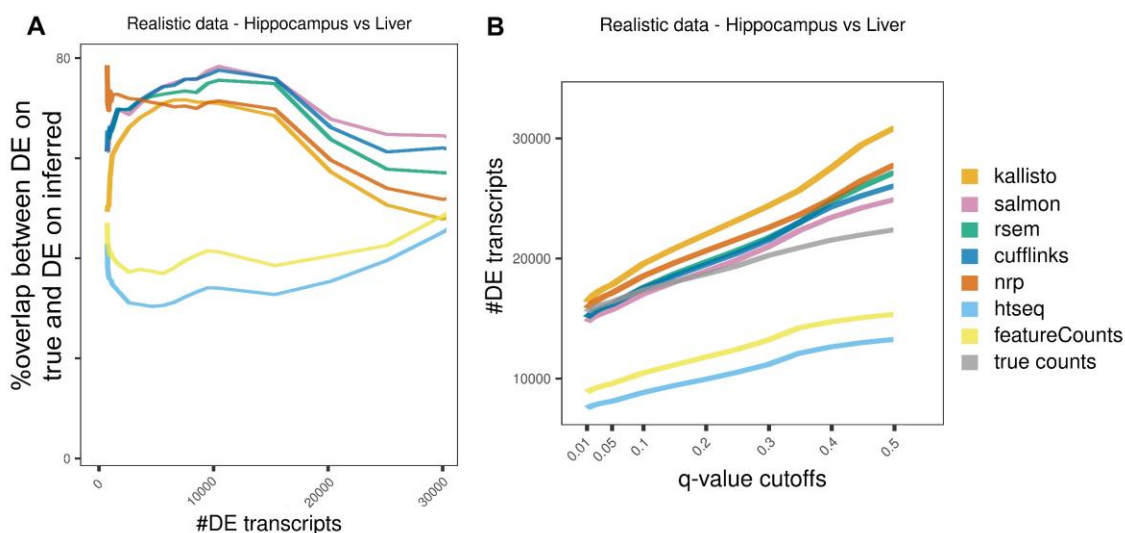 A
Realistic data - Hippocampus vs Liver
80
0
%overlap between DE on
true and DE on inferred
0
10000
20000
30000
#DE transcripts
B
Realistic data - Hippocampus vs Liver
30000
20000
10000
#DE transcripts
0.01
0.05
0.1
0.2
0.3
0.4
0.5
q-value cutoffs
kallisto
salmon
rsem
cufflinks
nrp
htseq
featureCounts
true counts